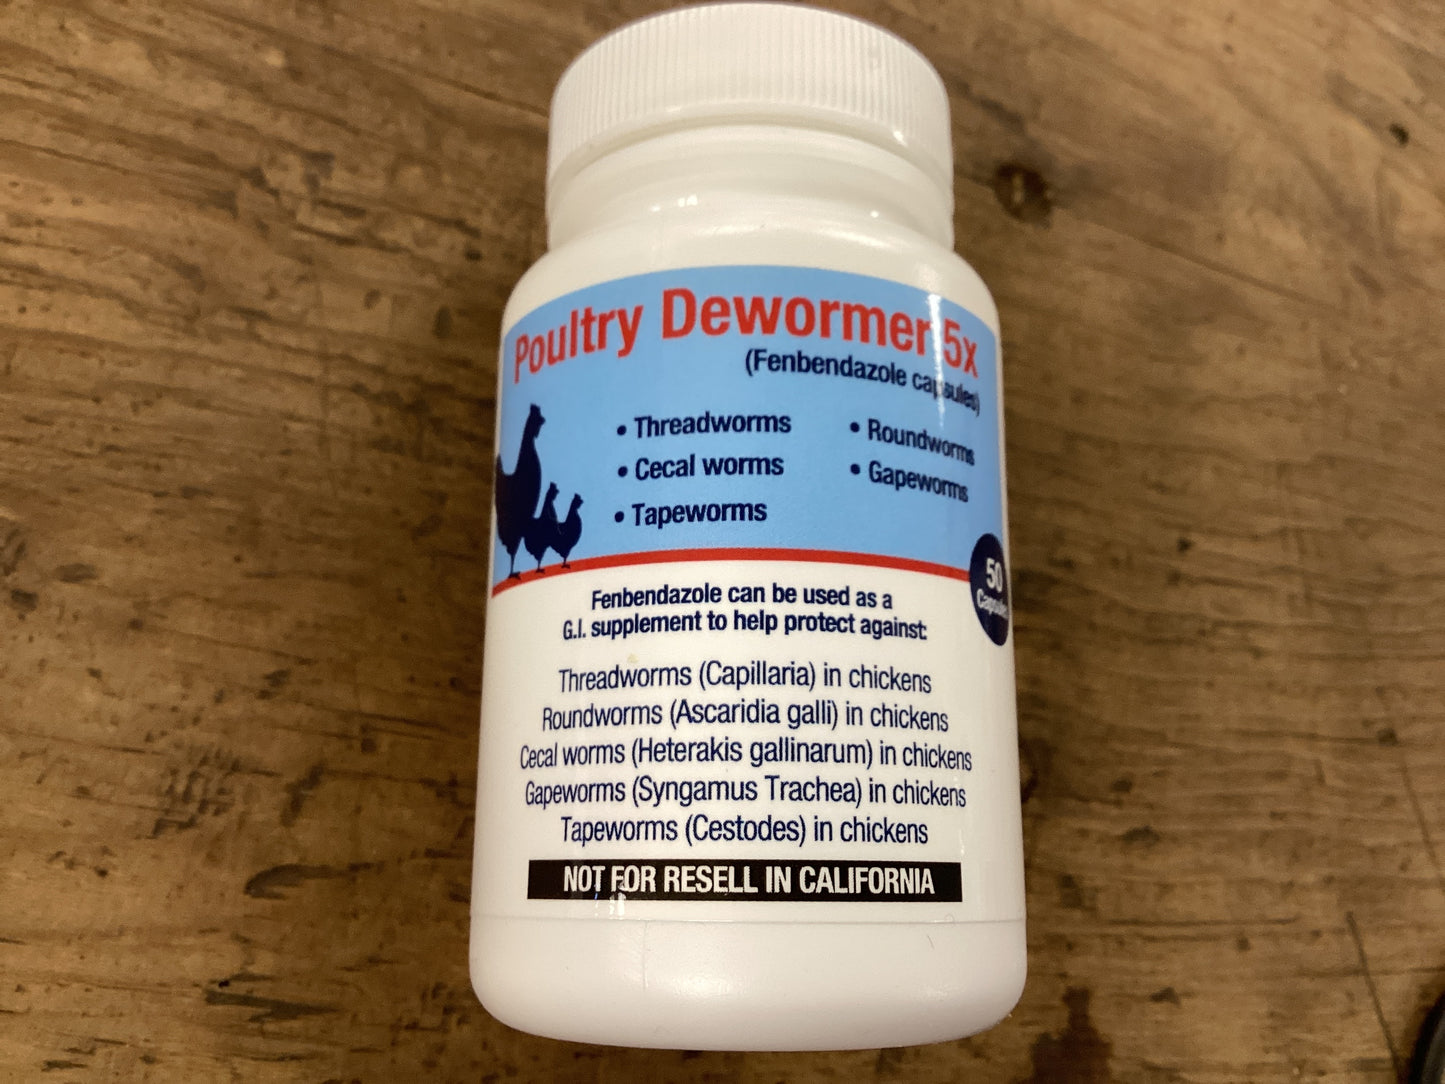 Poultry Dewormer 5x
(Fenbendazole capsules)
• Threadworms
• Cecal worms
• Tapeworms
• Roundworms
• Gapeworms
50
Capsules
Fenbendazole can be used as a
G.I. supplement to help protect against:
Threadworms (Capillaria) in chickens
Roundworms (Ascaridia galli) in chickens
Cecal worms (Heterakis gallinarum) in chickens
Gapeworms (Syngamus Trachea) in chickens
Tapeworms (Cestodes) in chickens
NOT FOR RESELL IN CALIFORNIA